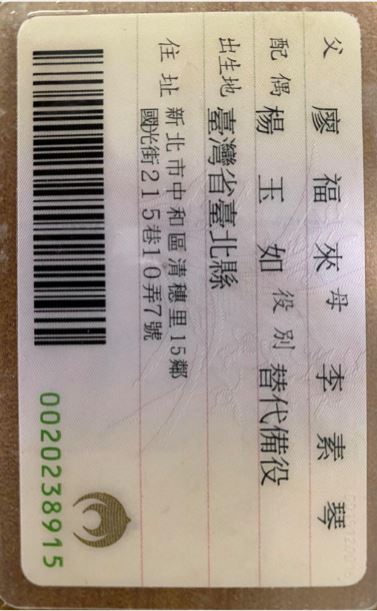 父 廖福來 母 李素琴
配偶 楊玉如 役別 替代備役
出生地 臺灣省臺北縣
住址 新北市中和區清穗里15鄰
國光街215巷10弄7號
0020238915